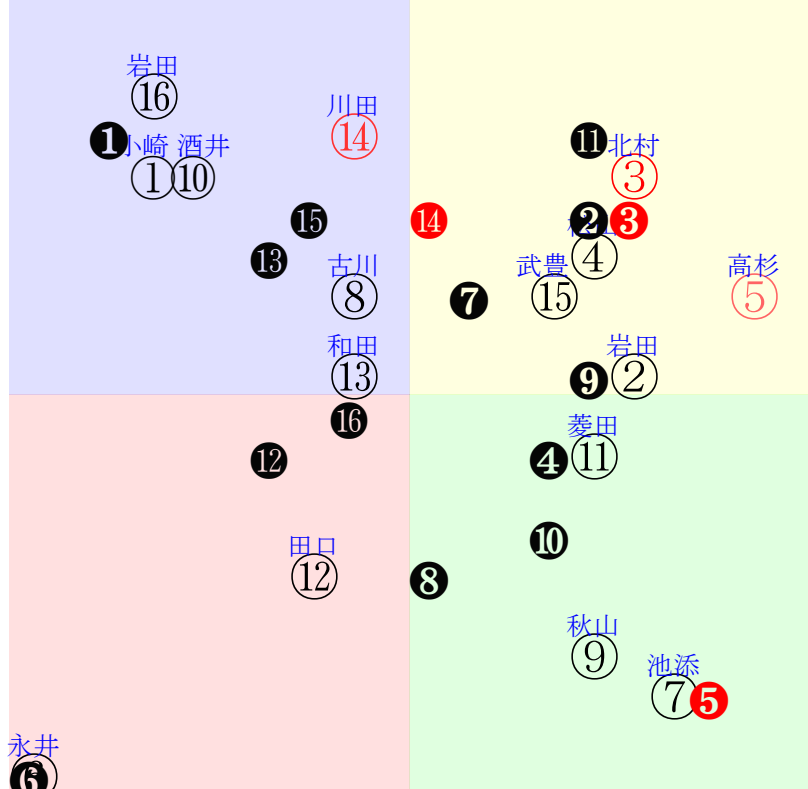 岩田
⑯
川田
⑭
❶
小崎 酒井
① ⑩
⓫
北村
③
⓯
⓮
❷
❸
④
⓭
古川
⑧
武豊
⑮
高杉
⑤
❼
和田
⑬
岩田
②
❾
⓰
菱田
⑪
⓬
❹
❿
田口
⑫
❽
秋山
⑨
池添
⑦
❺
永井
❻